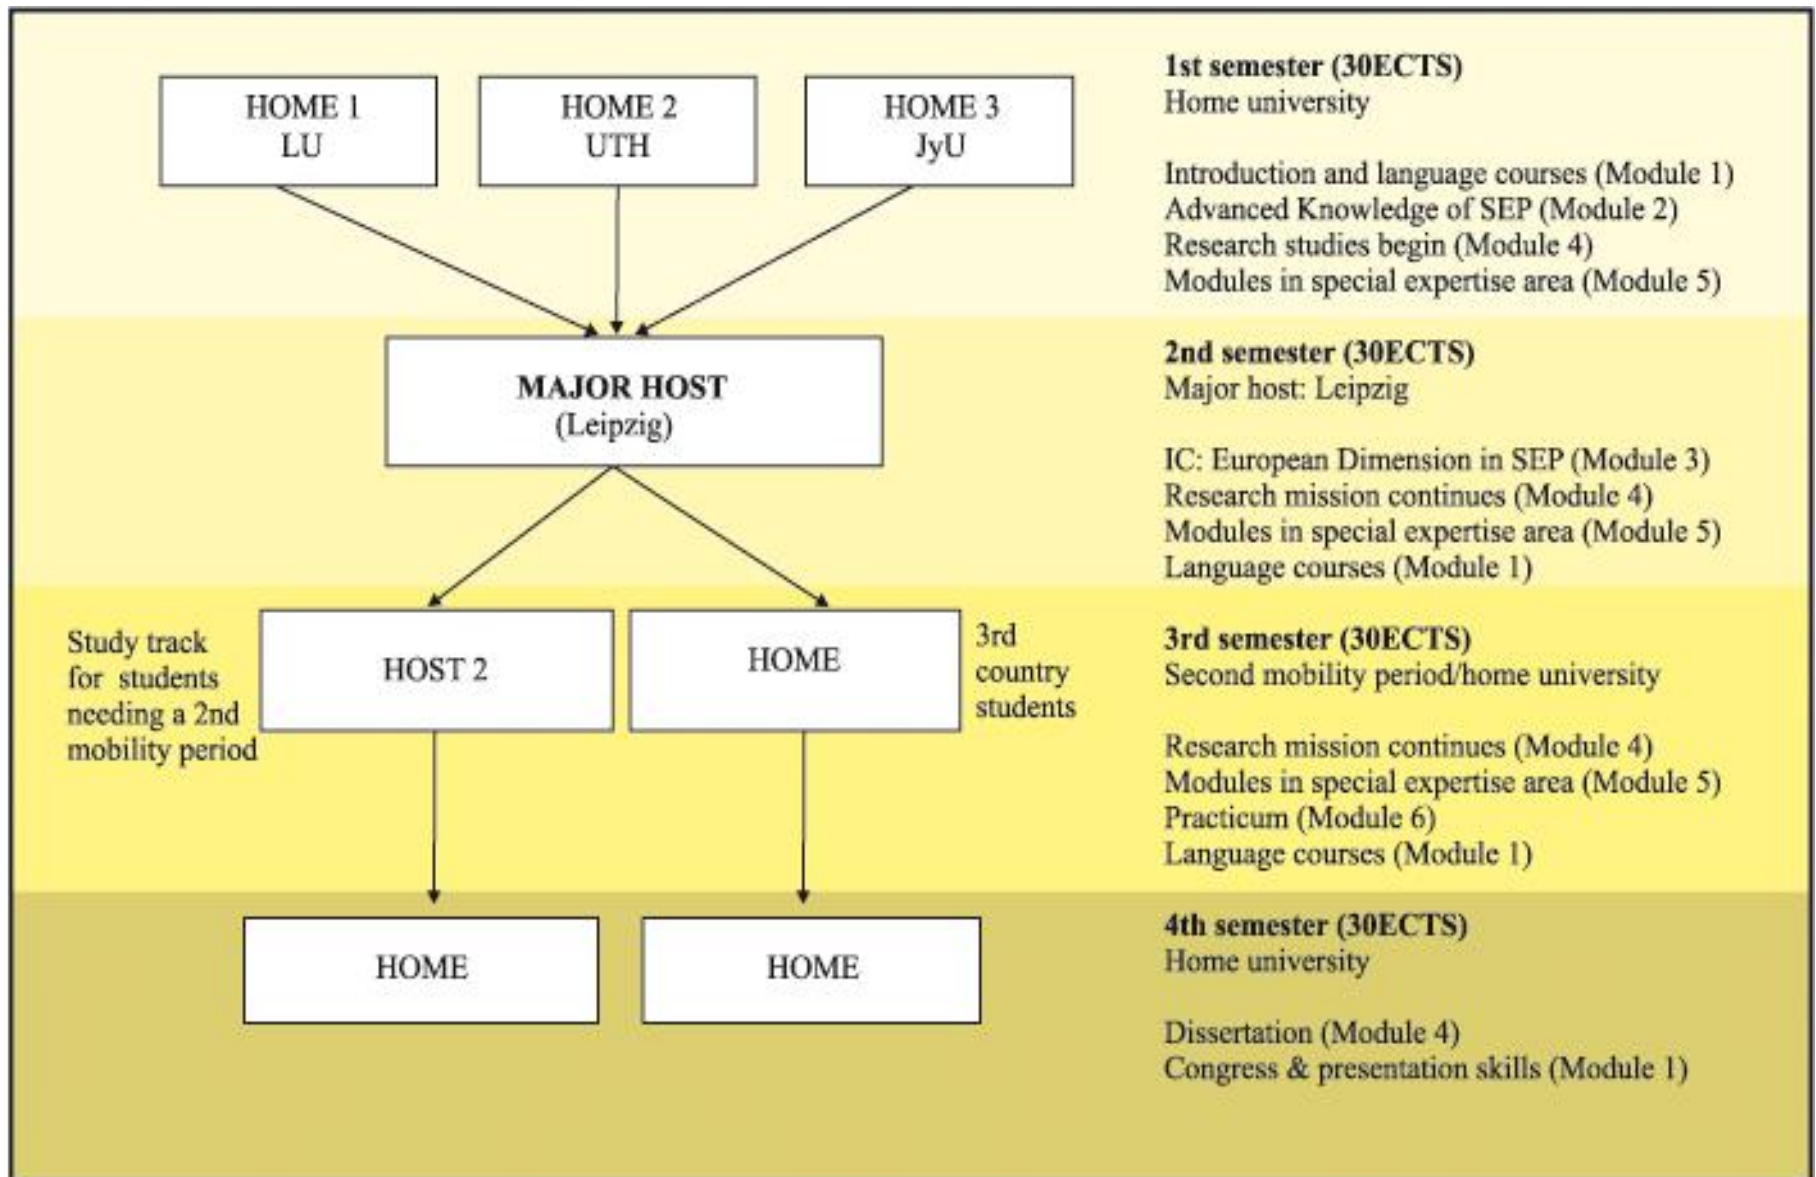 HOME 1
LU
HOME 2
UTH
HOME 3
JyU
1st semester (30ECTS)
Home university
Introduction and language courses (Module 1)
Advanced Knowledge of SEP (Module 2)
Research studies begin (Module 4)
Modules in special expertise area (Module 5)
MAJOR HOST
(Leipzig)
2nd semester (30ECTS)
Major host: Leipzig
IC: European Dimension in SEP (Module 3)
Research mission continues (Module 4)
Modules in special expertise area (Module 5)
Language courses (Module 1)
Study track
for students
needing a 2nd
mobility period
HOST 2
HOME
3rd
country
students
3rd semester (30ECTS)
Second mobility period/home university
Research mission continues (Module 4)
Modules in special expertise area (Module 5)
Practicum (Module 6)
Language courses (Module 1)
HOME
HOME
4th semester (30ECTS)
Home university
Dissertation (Module 4)
Congress & presentation skills (Module 1)